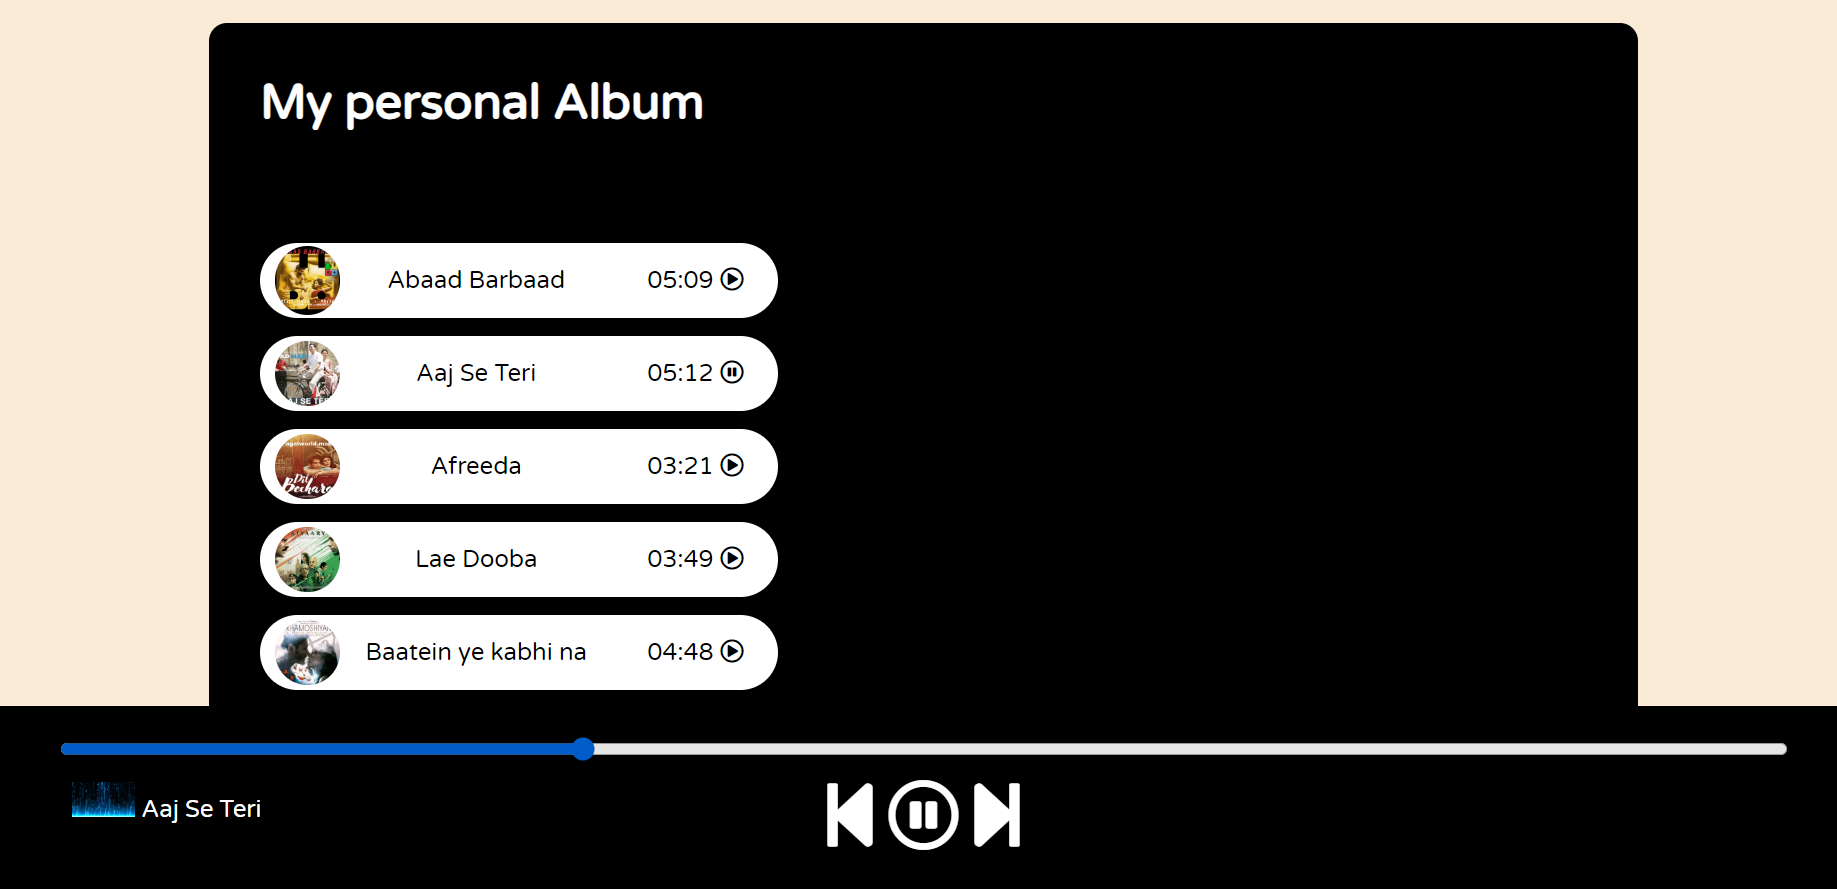 My personal Album
Abaad Barbaad 05:09
Aaj Se Teri 05:12
Afreeda 03:21
Lae Dooba 03:49
Baatein ye kabhi na 04:48
Aaj Se Teri